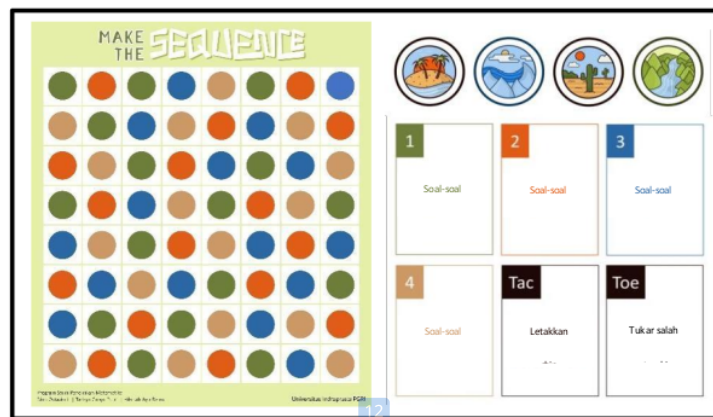 MAKE THE SEQUENCE
Universitas Indraprasta PGRI
1
Soal-soal
2
Soal-soal
3
Soal-soal
4
Soal-soal
Tac
Letakkan
Toe
Tukar salah
12